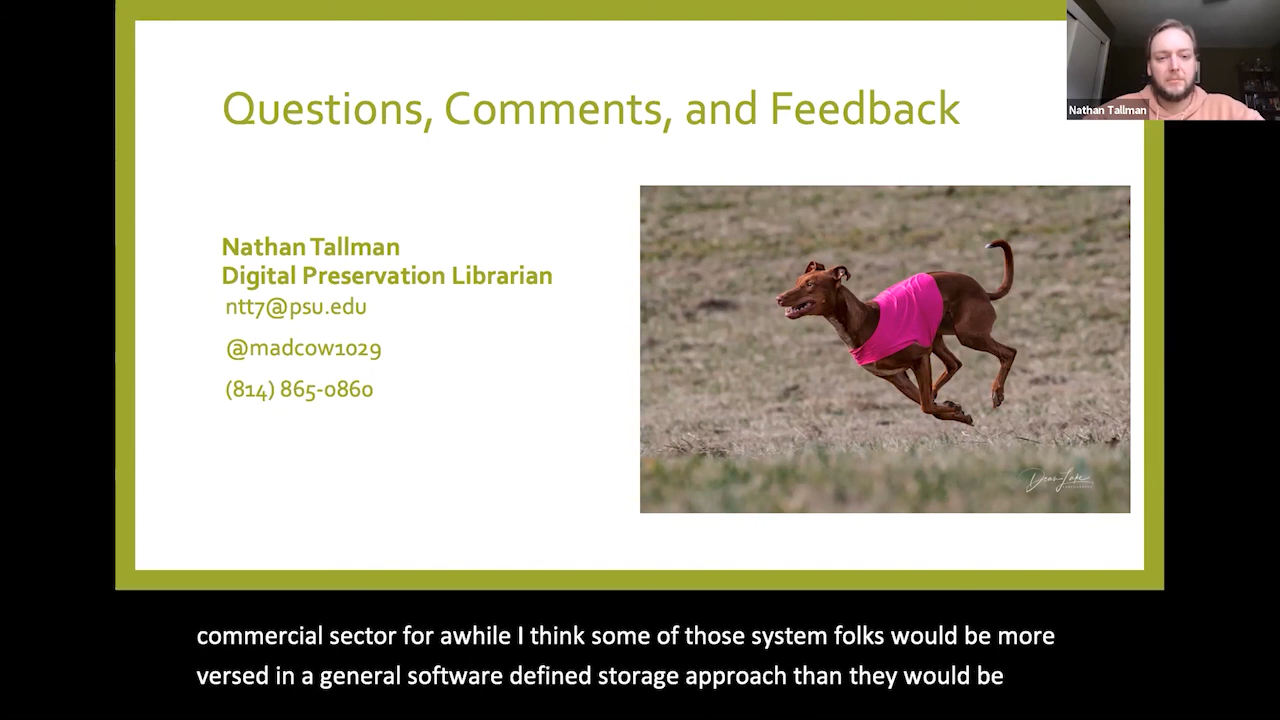 Questions, Comments, and Feedback
Nathan Tallman
Nathan Tallman
Digital Preservation Librarian
ntt7@psu.edu
@madcow1029
(814) 865-0860
Dean Lake
commercial sector for awhile I think some of those system folks would be more
versed in a general software defined storage approach than they would be